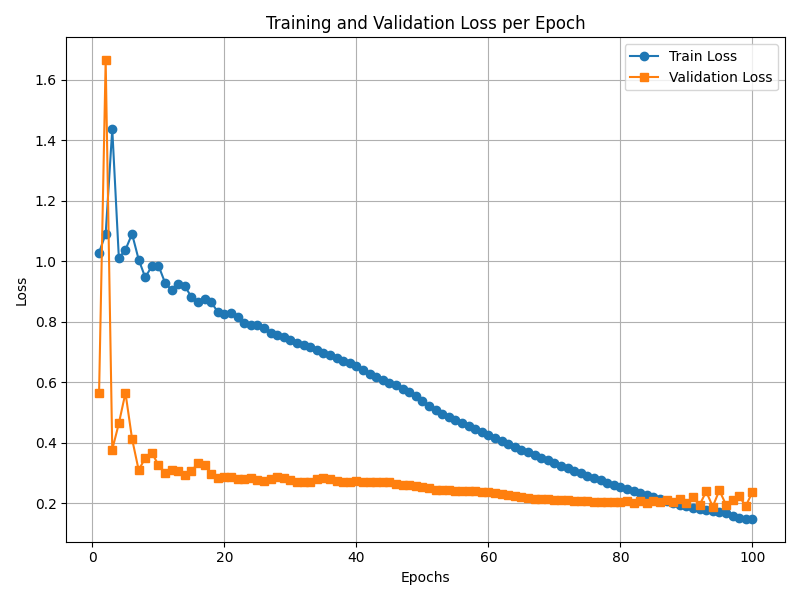 Training and Validation Loss per Epoch
Train Loss
Validation Loss
1.6
1.4
1.2
1.0
0.8
0.6
0.4
0.2
Loss
0 20 40 60 80 100
Epochs